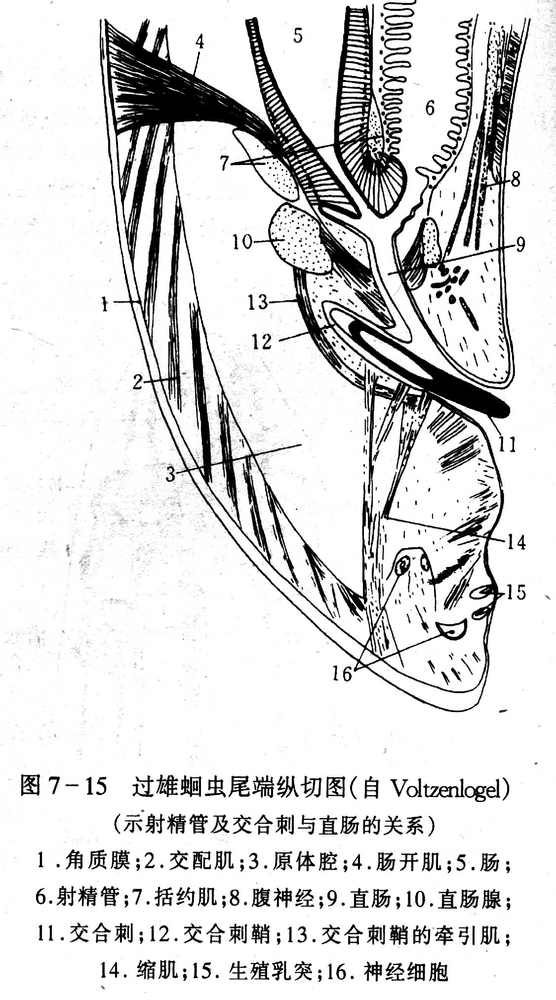 4
5
6
7
8
10
9
13
1
12
2
11
3
14
15
16
图 7-15 过雄蛔虫尾端纵切图(自 Voltzenlogel)
(示射精管及交合刺与直肠的关系)
1.角质膜;2.交配肌;3.原体腔;4.肠开肌;5.肠;
6.射精管;7.括约肌;8.腹神经;9.直肠;10.直肠腺;
11.交合刺;12.交合刺鞘;13.交合刺鞘的牵引肌;
14.缩肌;15.生殖乳突;16.神经细胞